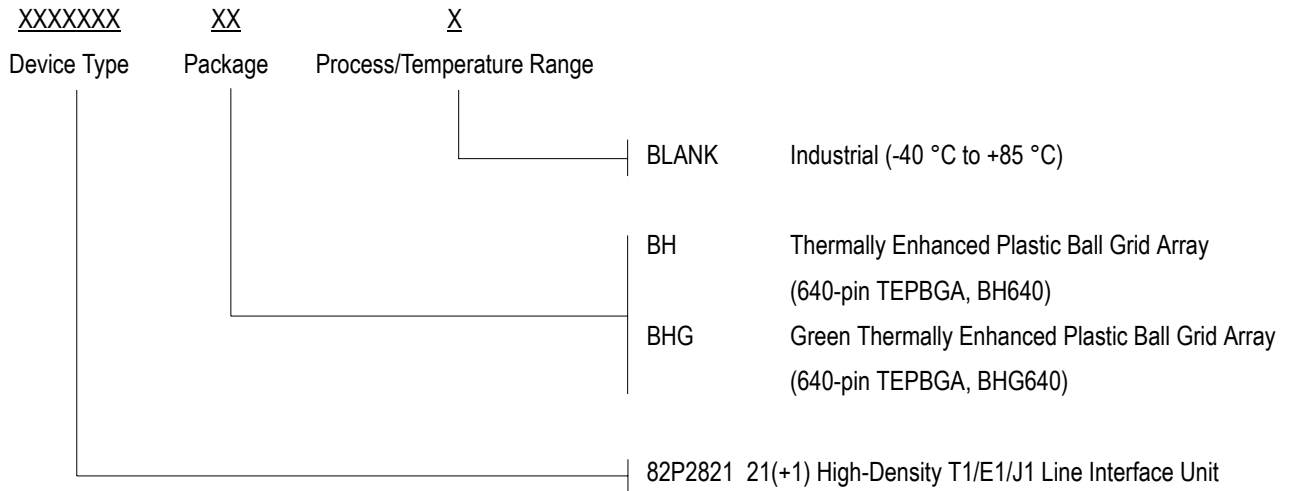 XXXXXXX XX X
Device Type Package Process/Temperature Range
BLANK Industrial (-40 °C to +85 °C)
BH Thermally Enhanced Plastic Ball Grid Array
(640-pin TEPBGA, BH640)
BHG Green Thermally Enhanced Plastic Ball Grid Array
(640-pin TEPBGA, BHG640)
82P2821 21(+1) High-Density T1/E1/J1 Line Interface Unit